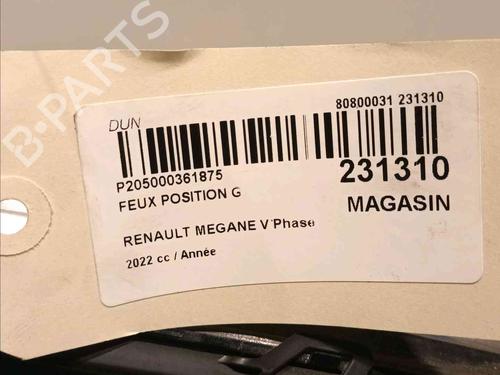 B-PARTS
DUN
80800031 231310
P205000361875
231310
FEUX POSITION G
MAGASIN
RENAULT MEGANE V Phase
2022 cc / Année